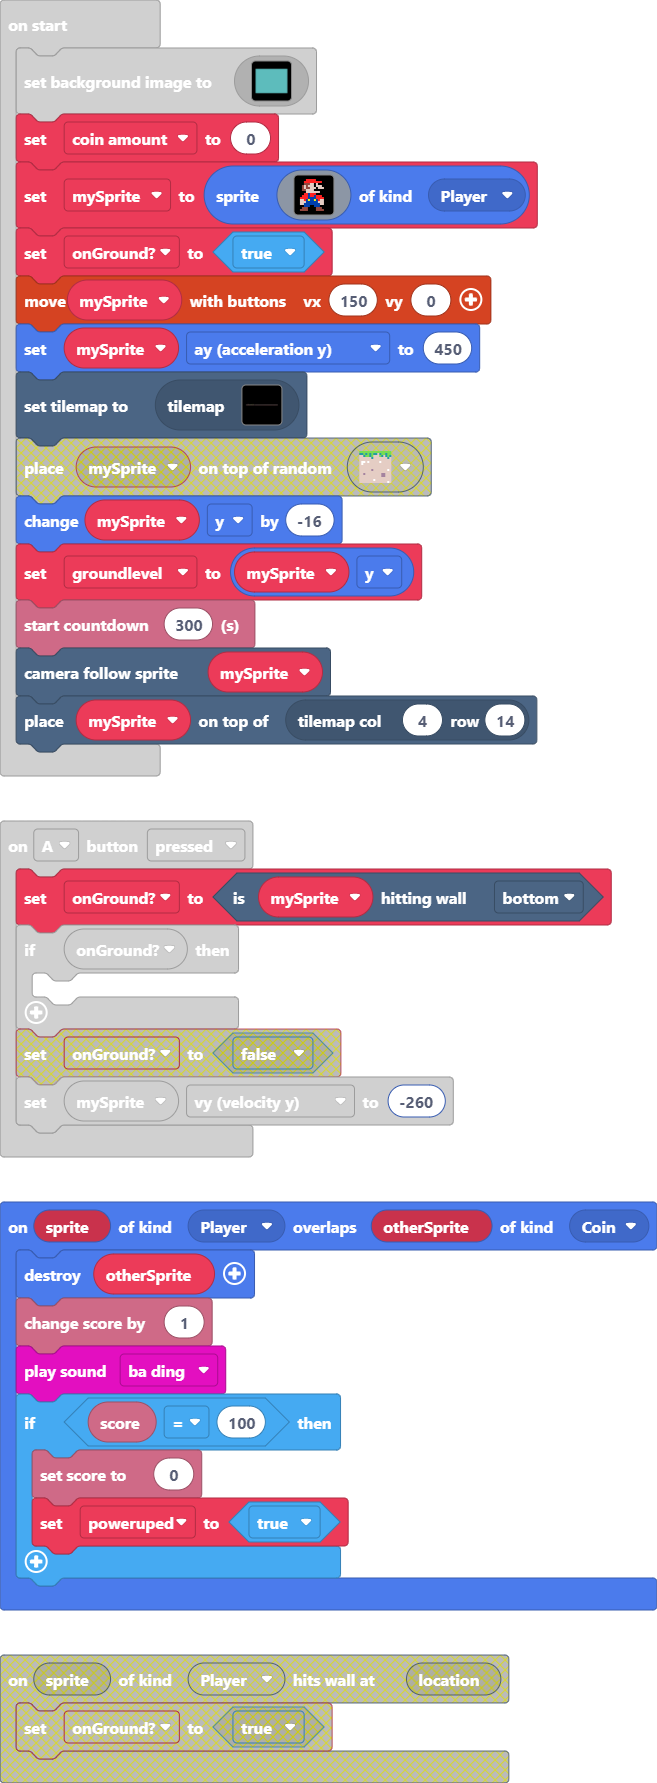 on start
set background image to
set coin amount to 0
set mySprite to sprite of kind Player
set onGround? to true
move mySprite with buttons vx 150 vy 0
set mySprite ay (acceleration y) to 450
set tilemap to tilemap
place mySprite on top of random
change mySprite y by -16
set groundlevel to mySprite y
start countdown 300 (s)
camera follow sprite mySprite
place mySprite on top of tilemap col 4 row 14
on A button pressed
set onGround? to is mySprite hitting wall bottom
if onGround? then
set onGround? to false
set mySprite vy (velocity y) to -260
on sprite of kind Player overlaps otherSprite of kind Coin
destroy otherSprite
change score by 1
play sound ba ding
if score = 100 then
set score to 0
set poweruped to true
on sprite of kind Player hits wall at location
set onGround? to true